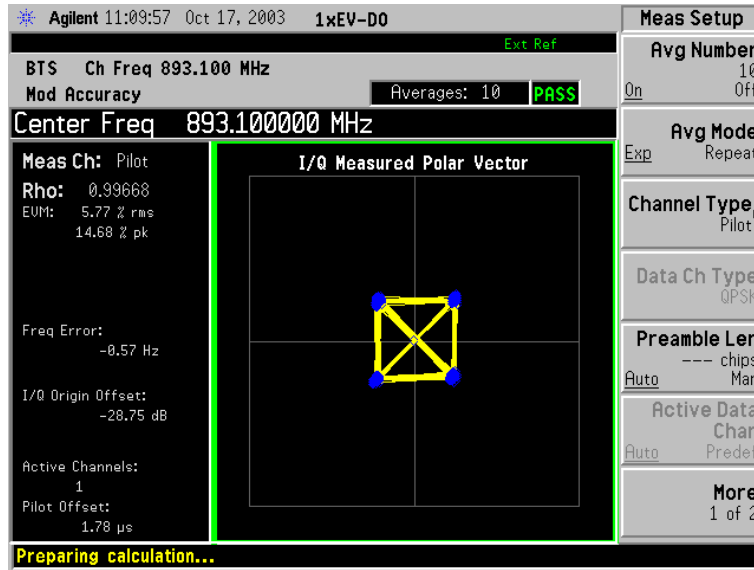 Agilent 11:09:57 Oct 17, 2003 1xEV-DO
Ext Ref
BTS Ch Freq 893.100 MHz
Mod Accuracy Averages: 10 PASS
Center Freq 893.100000 MHz
Meas Ch: Pilot
Rho: 0.99668
EVM: 5.77 % rms
14.68 % pk
Freq Error:
-0.57 Hz
I/Q Origin Offset:
-28.75 dB
Active Channels:
1
Pilot Offset:
1.78 µs
I/Q Measured Polar Vector
Preparing calculation...
Meas Setup
Avg Number
10
On Off
Avg Mode
Exp Repeat
Channel Type,
Pilot
Data Ch Type
QPSK
Preamble Len
--- chips
Auto Man
Active Data
Chan
Auto Predef
More
1 of 2